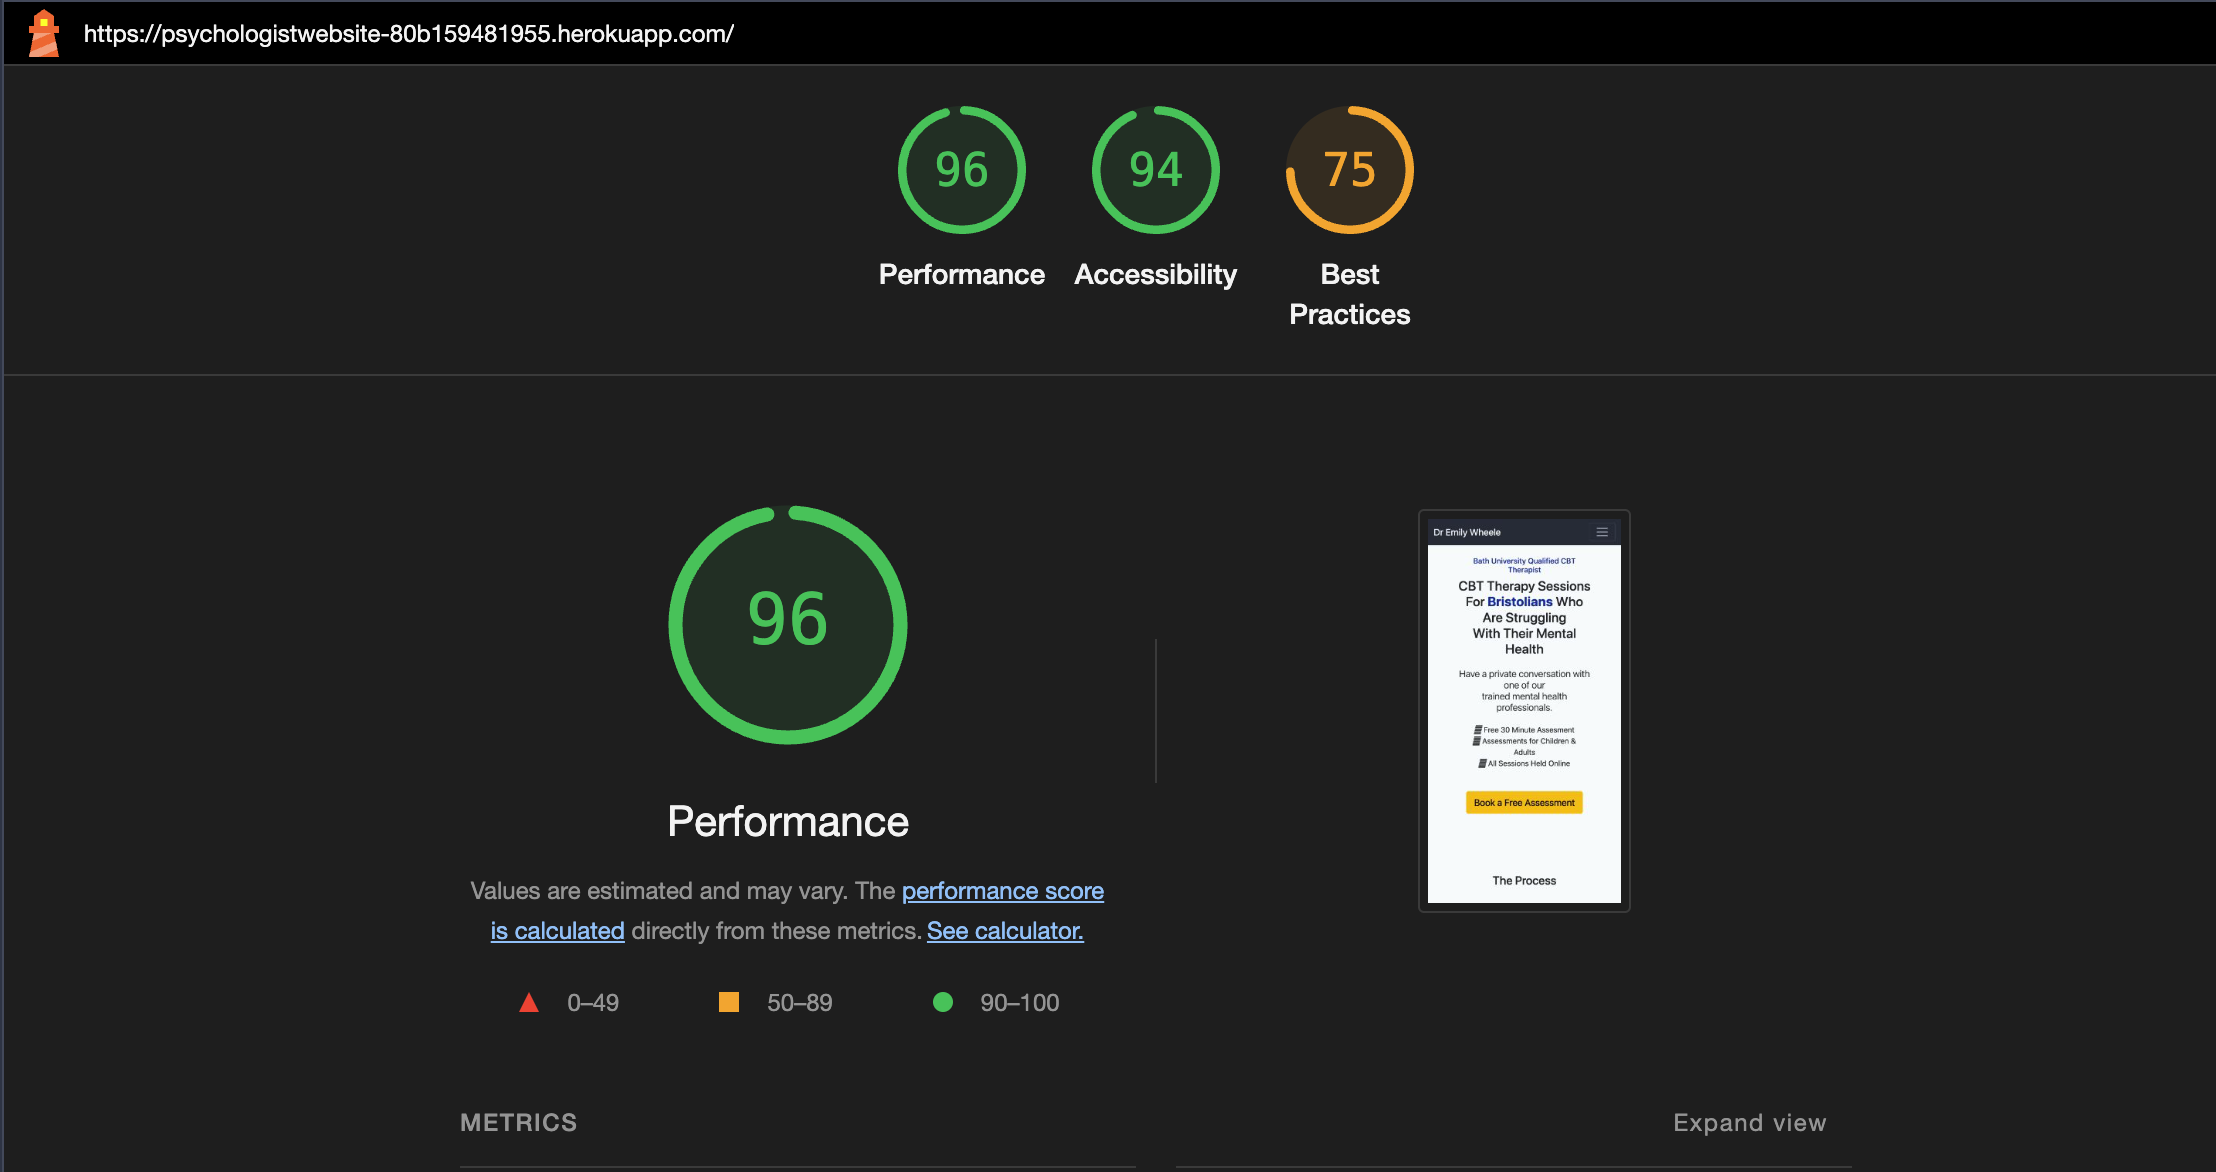 https://psychologistwebsite-80b159481955.herokuapp.com/
96
94
75
Performance
Accessibility
Best
Practices
96
Performance
Values are estimated and may vary. The performance score
is calculated directly from these metrics. See calculator.
0–49
50–89
90–100
Dr Emily Wheele
Bath University Qualified CBT
Therapist
CBT Therapy Sessions
For Bristolians Who
Are Struggling
With Their Mental
Health
Have a private conversation with
one of our
trained mental health
professionals.
Free 30 Minute Assesment
Assessments for Children &
Adults
All Sessions Held Online
Book a Free Assessment
The Process
METRICS
Expand view